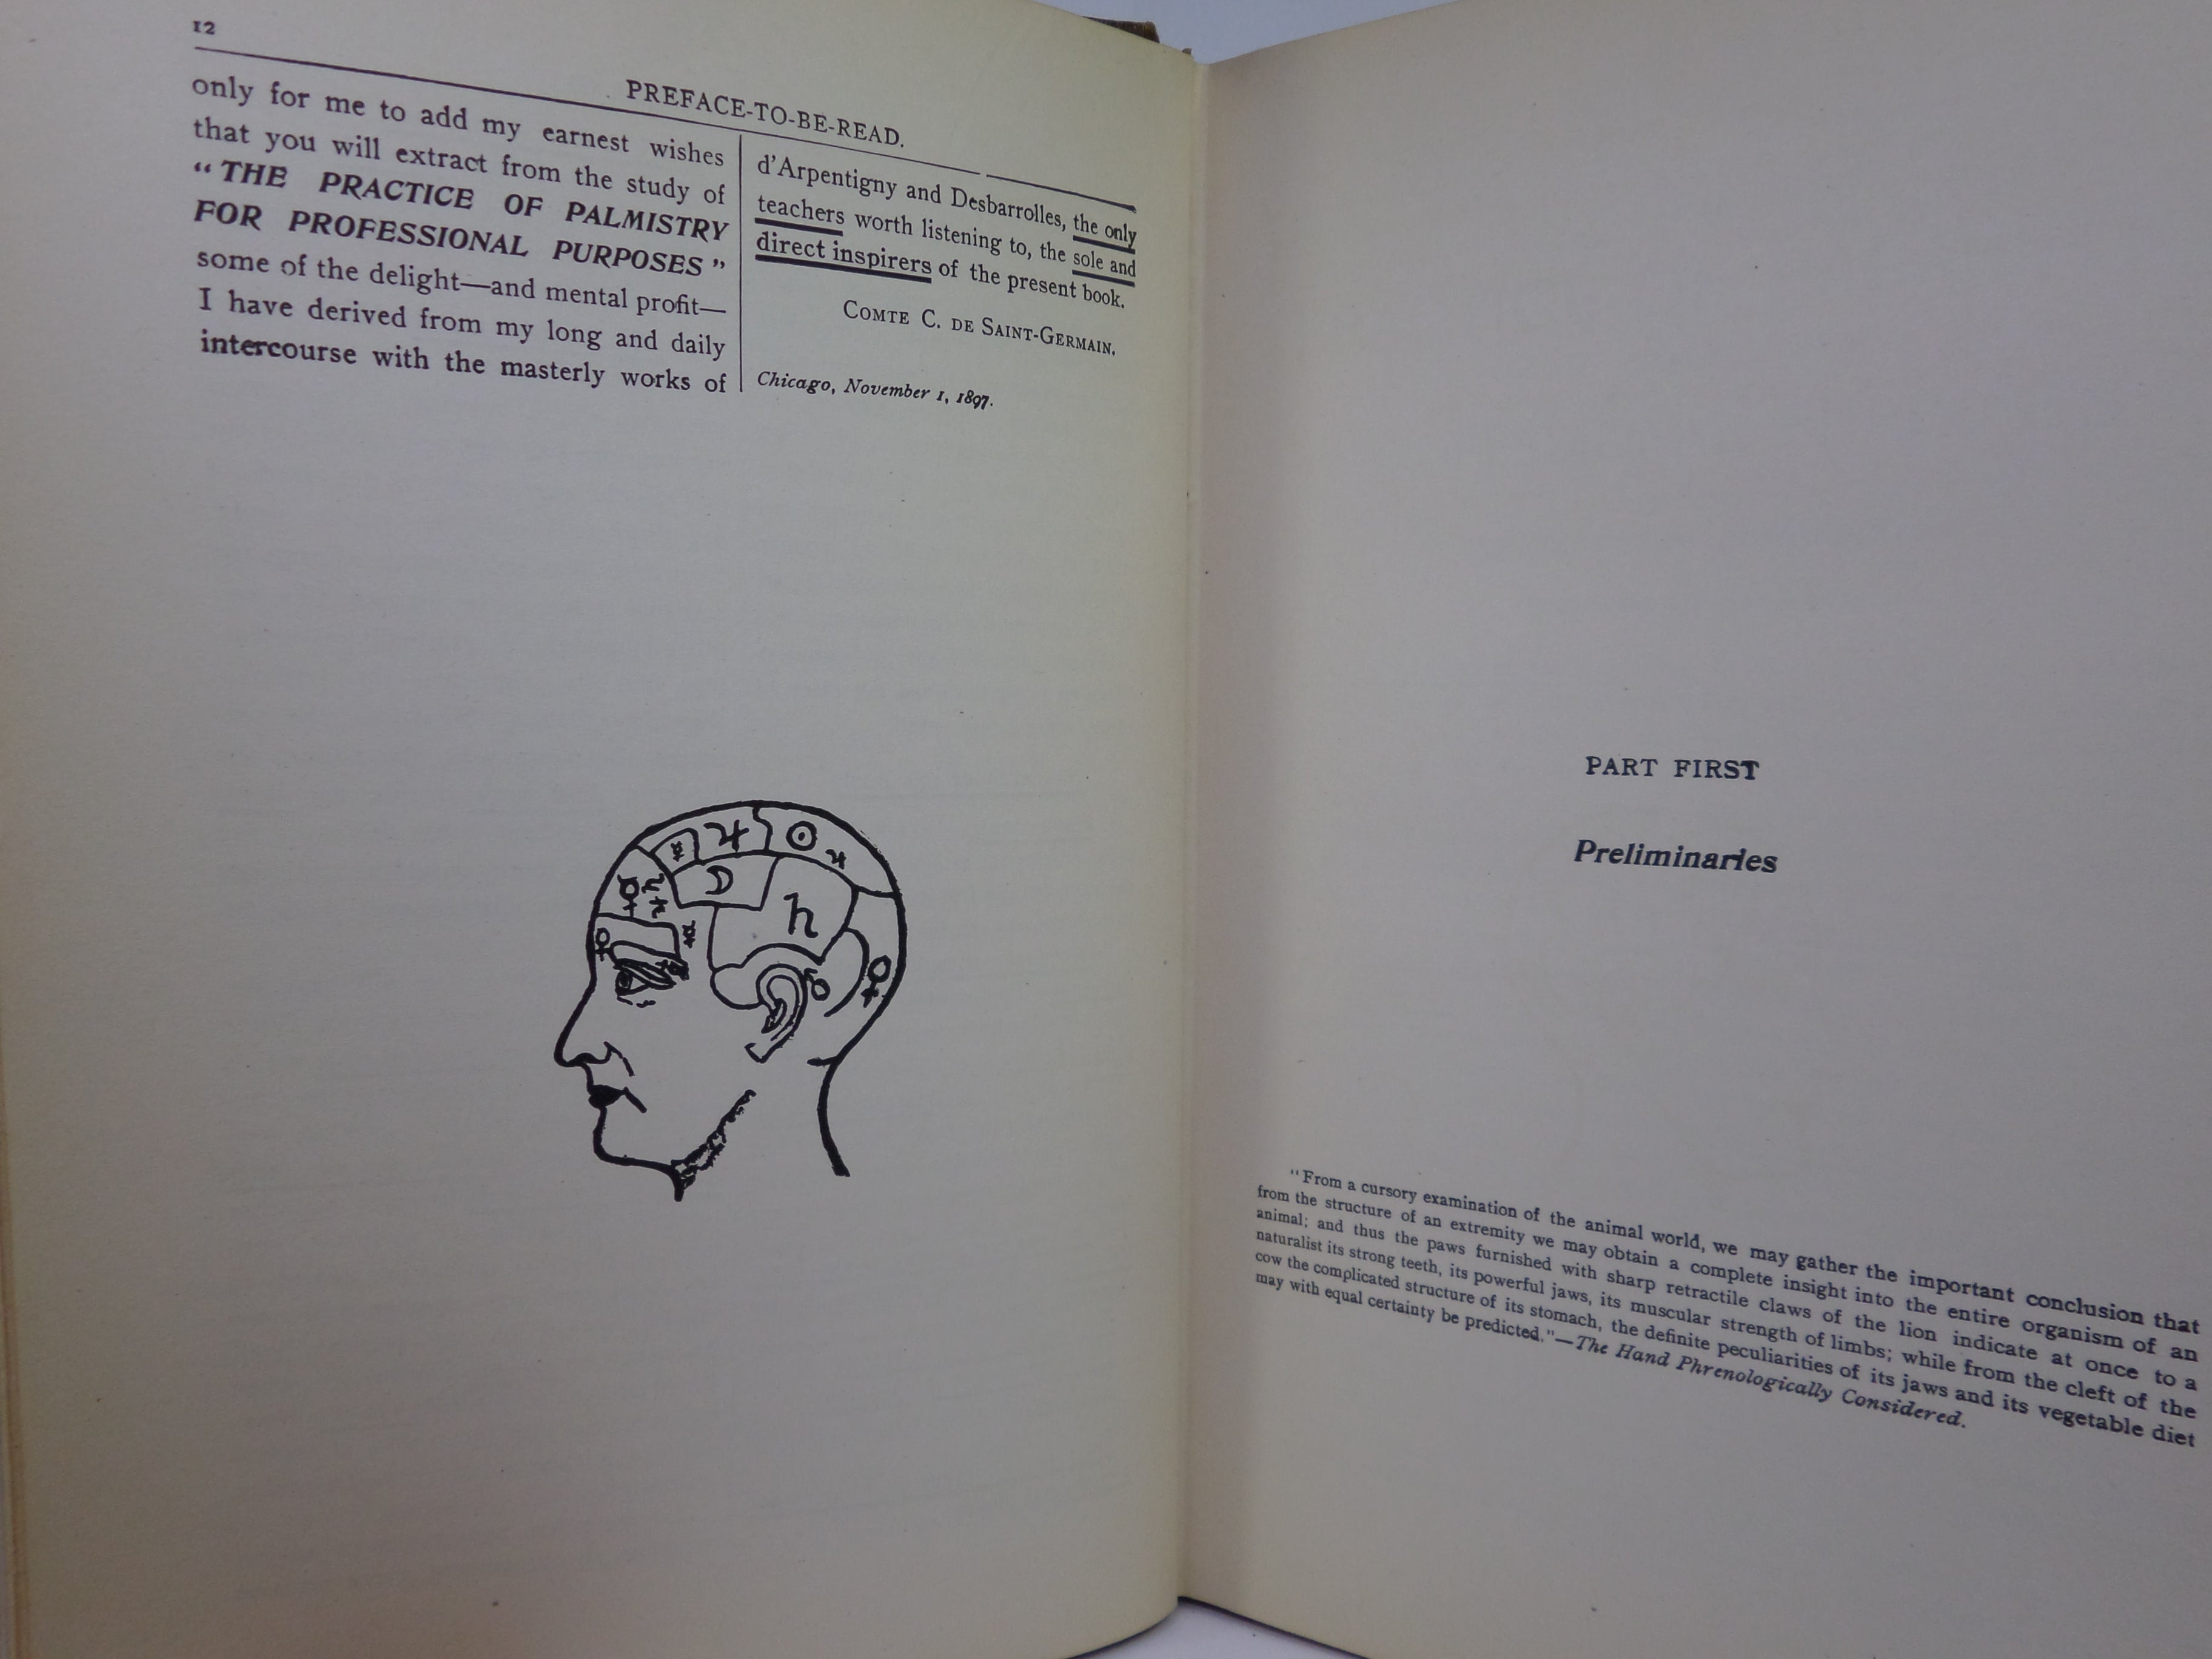 12
PREFACE-TO-BE-READ.
only for me to add my earnest wishes
that you will extract from the study of
“THE PRACTICE OF PALMISTRY
FOR PROFESSIONAL PURPOSES”
some of the delight—and mental profit—
I have derived from my long and daily
intercourse with the masterly works of
d'Arpentigny and Desbarrolles, the only
teachers worth listening to, the sole and
direct inspirers of the present book.
COMTE C. DE SAINT-GERMAIN.
Chicago, November 1, 1897.
PART FIRST
Preliminaries
“From a cursory examination of the animal world, we may gather the important conclusion that
from the structure of an extremity we may obtain a complete insight into the entire organism of an
animal; and thus the paws furnished with sharp retractile claws of the lion indicate at once to a
naturalist its strong teeth, its powerful jaws, its muscular strength of limbs; while from the cleft of the
cow the complicated structure of its stomach, the definite peculiarities of its jaws and its vegetable diet
may with equal certainty be predicted.”—The Hand Phrenologically Considered.